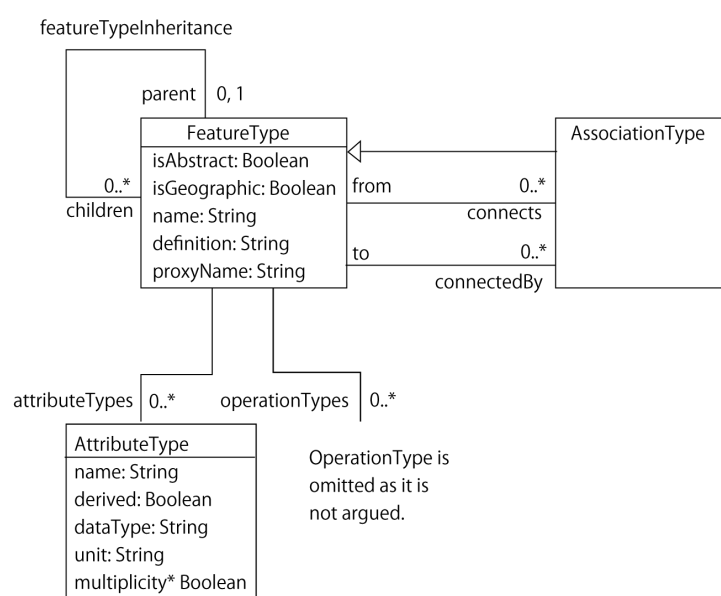 featureTypeInheritance
parent 0, 1
FeatureType
isAbstract: Boolean
isGeographic: Boolean
name: String
definition: String
proxyName: String
0..*
children
AssociationType
from 0..*
connects
to 0..*
connectedBy
attributeTypes 0..*
operationTypes 0..*
AttributeType
name: String
derived: Boolean
dataType: String
unit: String
multiplicity* Boolean
OperationType is
omitted as it is
not argued.